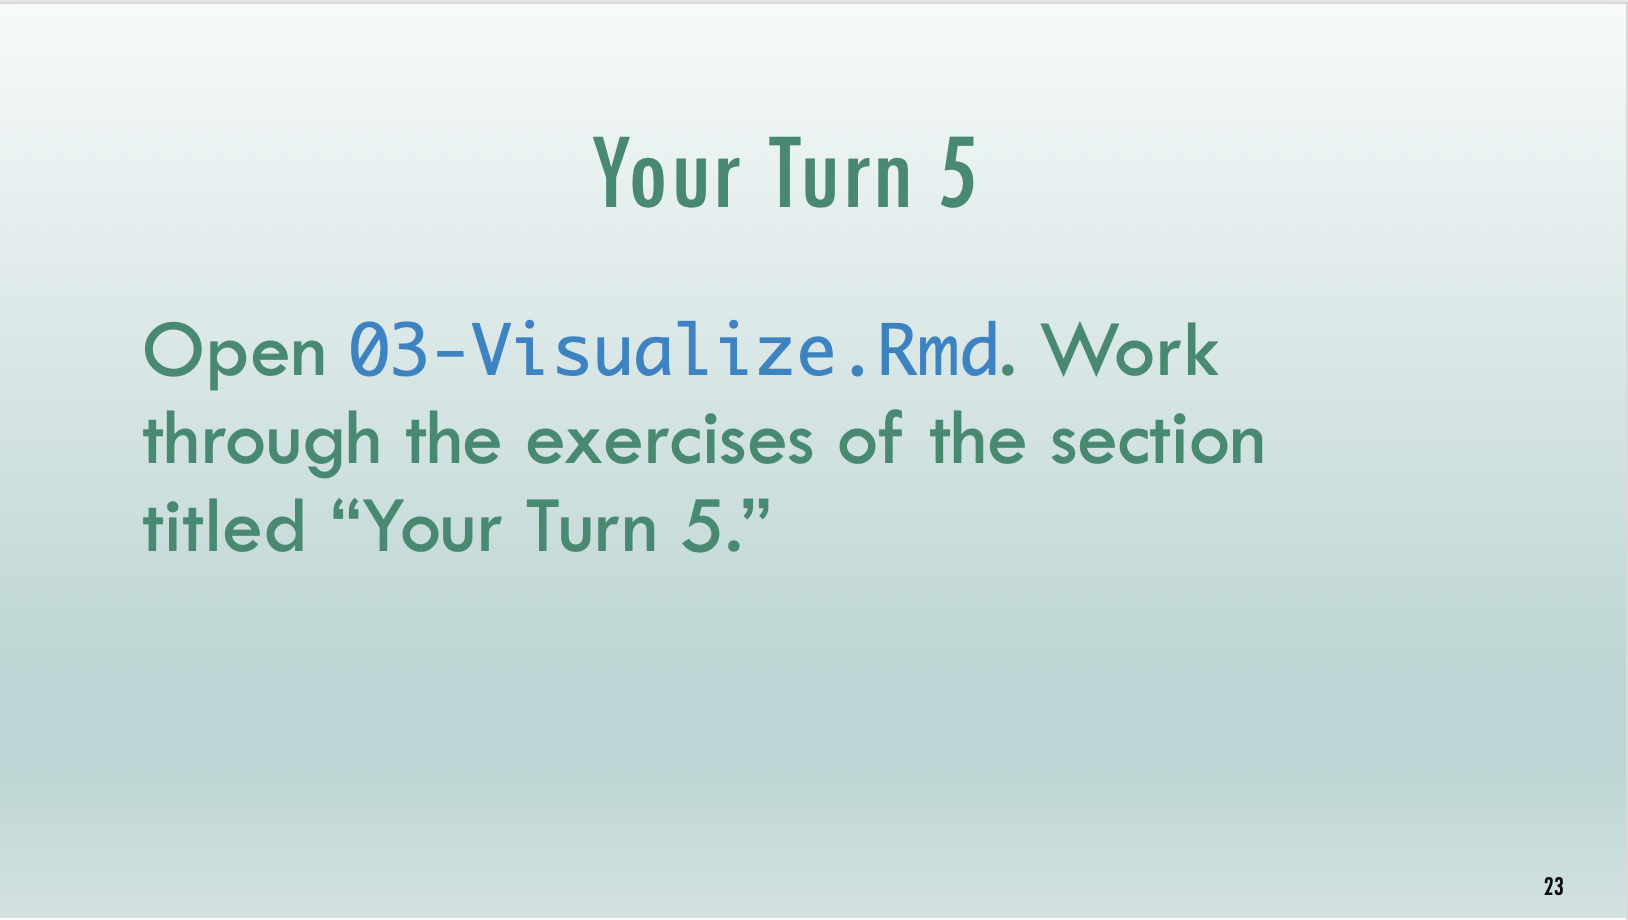 Your Turn 5
Open 03-Visualize.Rmd. Work
through the exercises of the section
titled “Your Turn 5.”
23